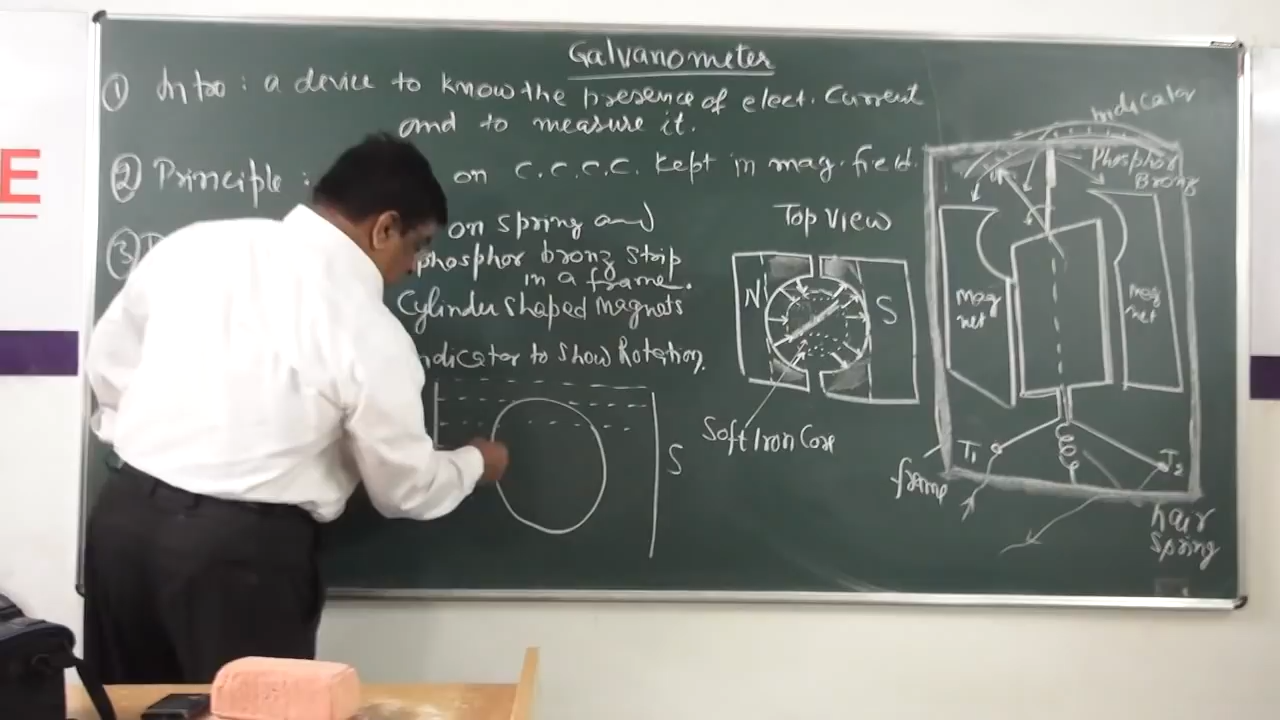 Galvanometer
① Intro : a device to know the presence of elect. Current
and to measure it.
② Principle : on C.C.C.C. kept in mag. field.
③
on spring and
phosphor bronz strip
in a frame.
Cylinder shaped Magnets
ndicator to show Rotation.
S
Top View
N
S
Soft Iron Core
Indicator
Phosphor
Bronz
mag
net
mag
net
T₁
T₂
frame
hair
spring
E